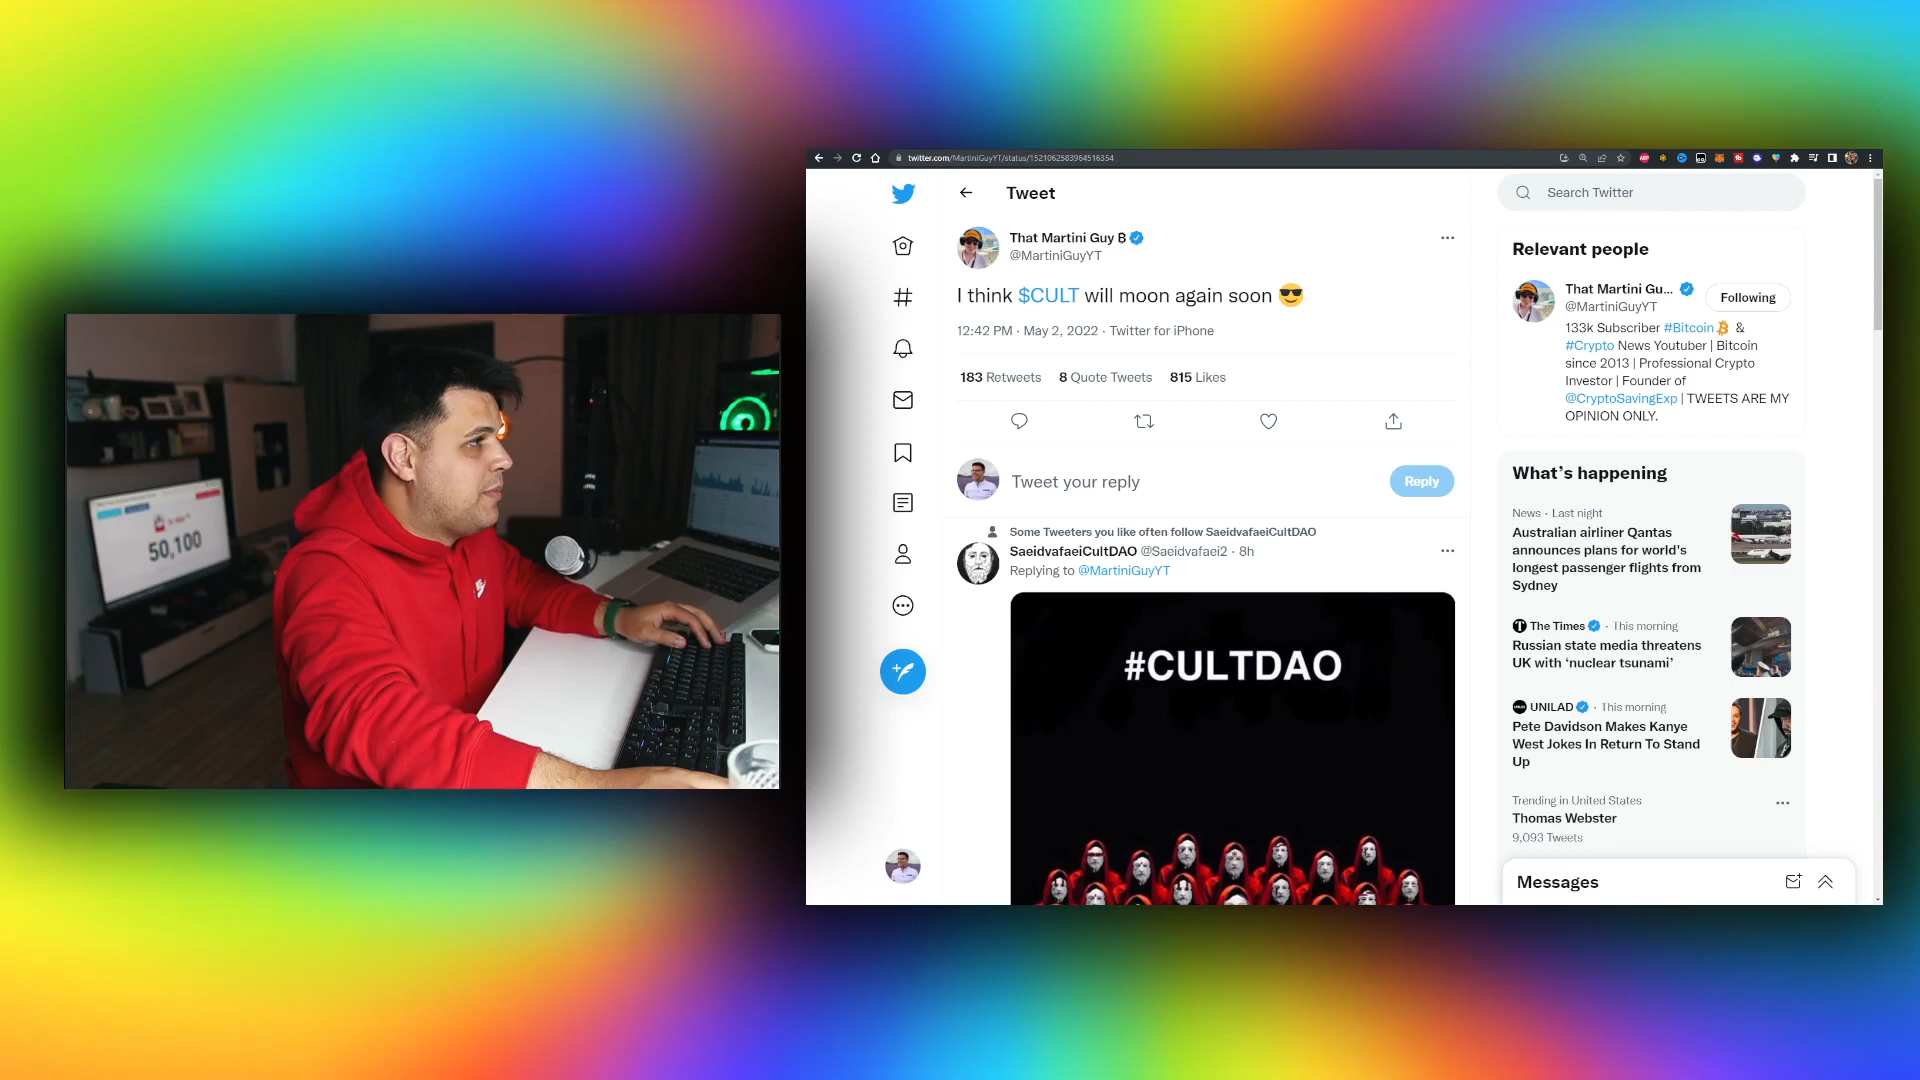 50,100
twitter.com/MartiniGuyYT/status/1521062583964516354
Tweet
That Martini Guy ₿
@MartiniGuyYT
I think $CULT will moon again soon 😎
12:42 PM · May 2, 2022 · Twitter for iPhone
183 Retweets 8 Quote Tweets 815 Likes
Tweet your reply
Reply
Some Tweeters you like often follow SaeidvafaeiCultDAO
SaeidvafaeiCultDAO @Saeidvafaei2 · 8h
Replying to @MartiniGuyYT
#CULTDAO
Search Twitter
Relevant people
That Martini Gu...
@MartiniGuyYT
Following
133k Subscriber #Bitcoin &
#Crypto News Youtuber | Bitcoin
since 2013 | Professional Crypto
Investor | Founder of
@CryptoSavingExp | TWEETS ARE MY
OPINION ONLY.
What's happening
News · Last night
Australian airliner Qantas
announces plans for world's
longest passenger flights from
Sydney
The Times · This morning
Russian state media threatens
UK with ‘nuclear tsunami’
UNILAD · This morning
Pete Davidson Makes Kanye
West Jokes In Return To Stand
Up
Trending in United States
Thomas Webster
9,093 Tweets
Messages